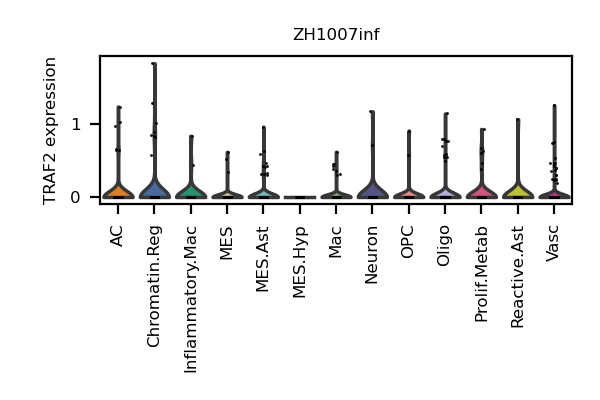 ZH1007inf
TRAF2 expression
1
0
AC
Chromatin.Reg
Inflammatory.Mac
MES
MES.Ast
MES.Hyp
Mac
Neuron
OPC
Oligo
Prolif.Metab
Reactive.Ast
Vasc